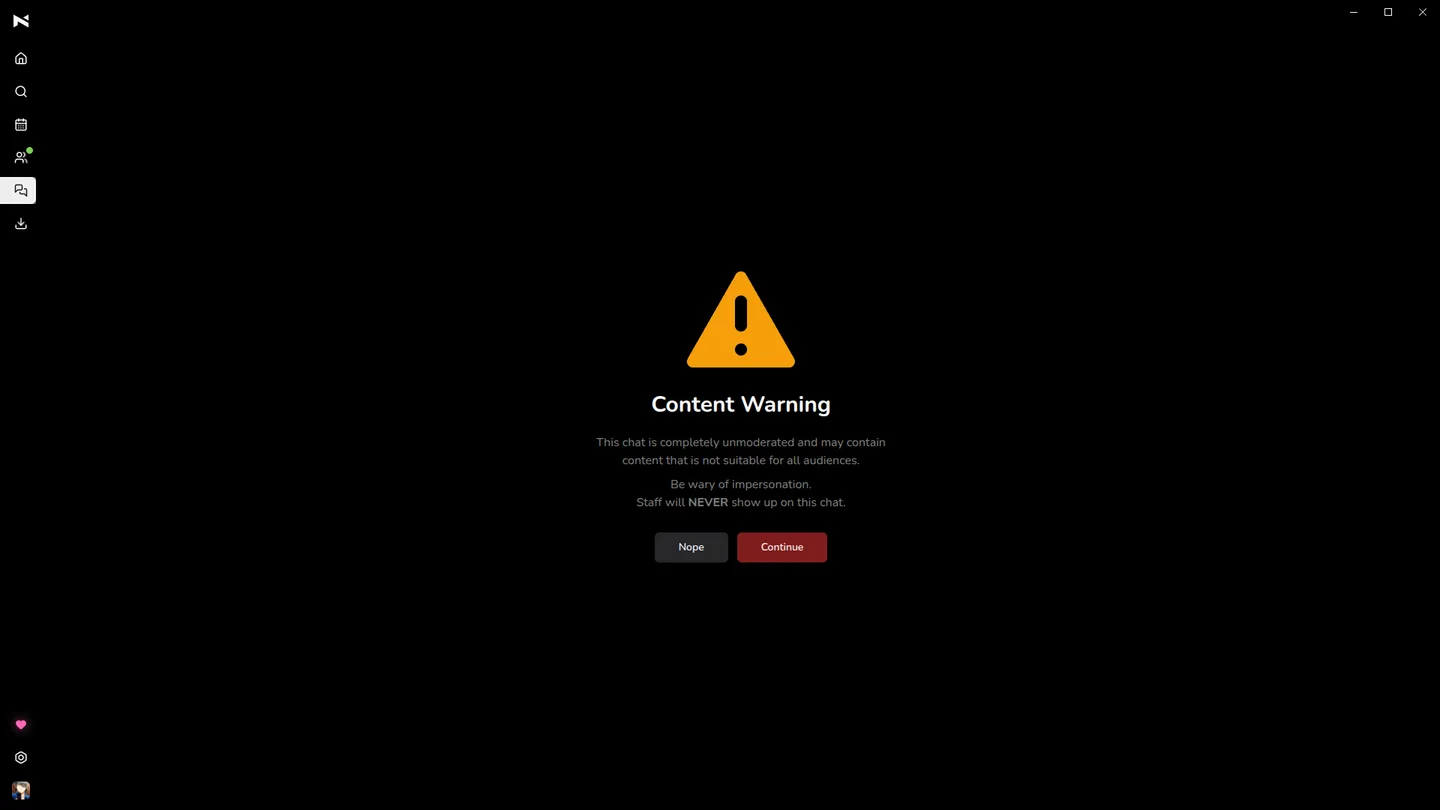 Content Warning
This chat is completely unmoderated and may contain
content that is not suitable for all audiences.
Be wary of impersonation.
Staff will NEVER show up on this chat.
Nope
Continue